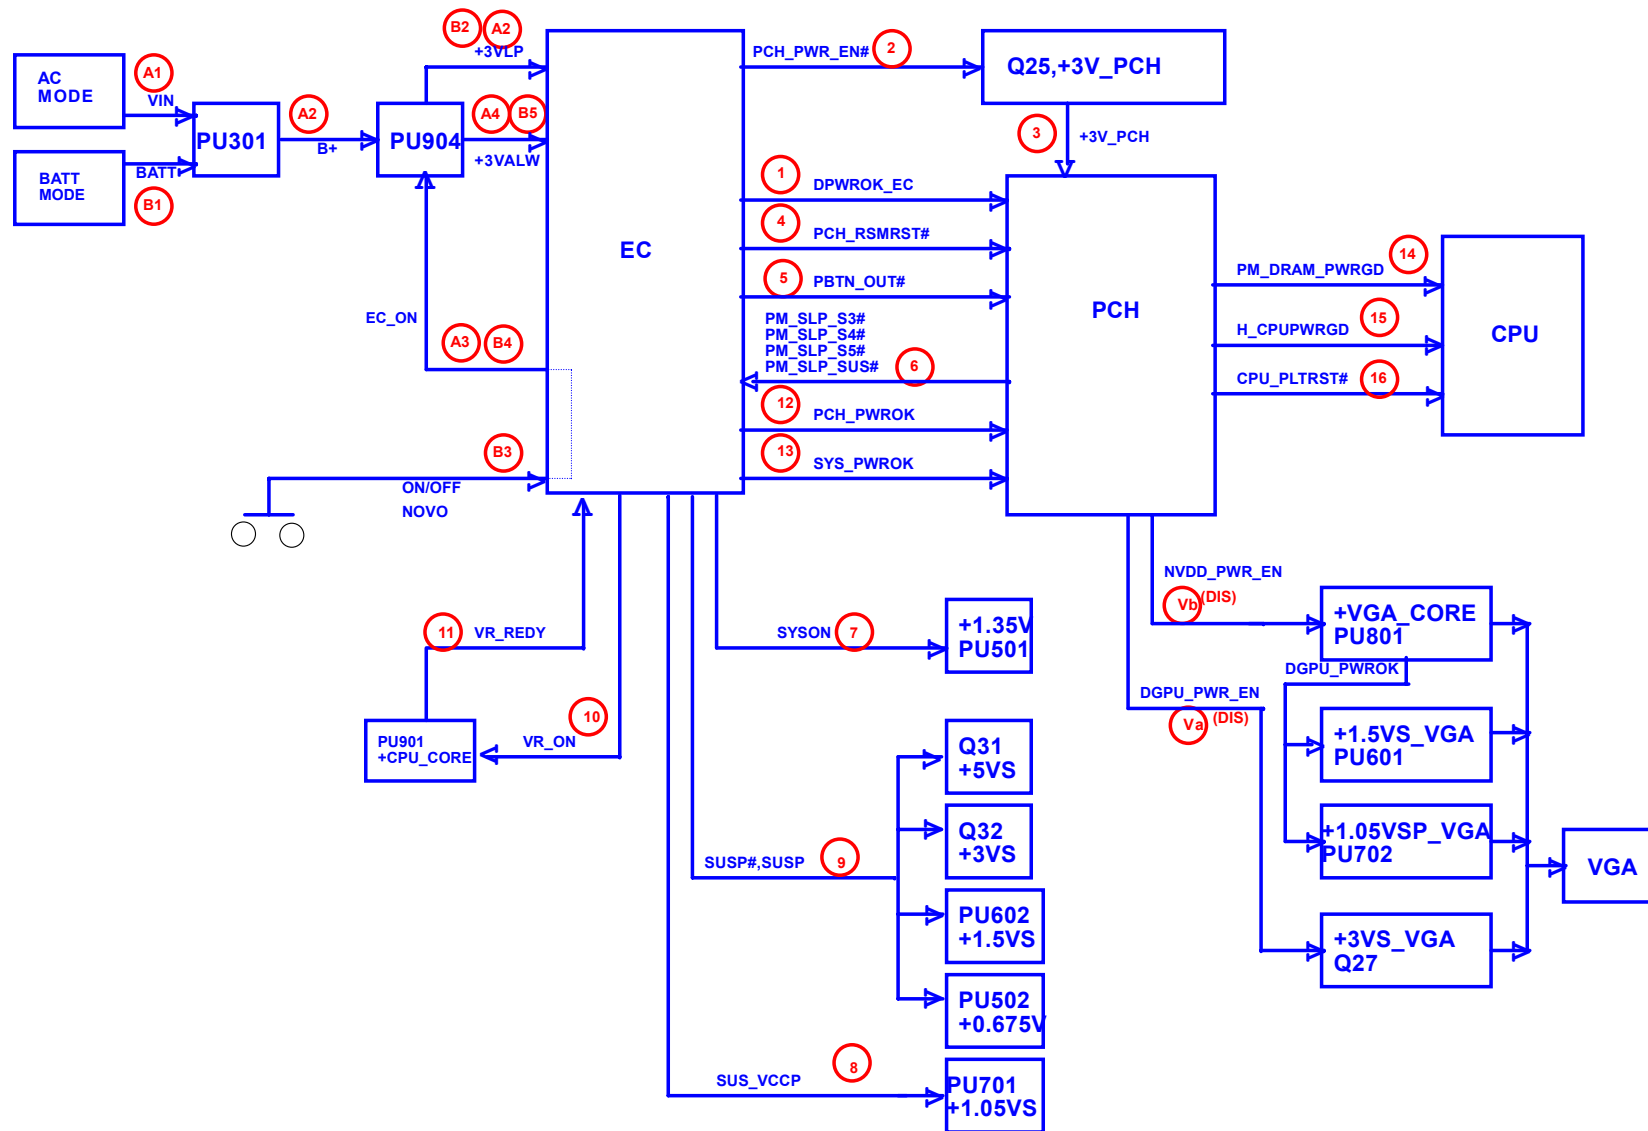 B2
A2
+3VLP
PCH_PWR_EN#
2
Q25,+3V_PCH
AC
MODE
A1
VIN
PU301
A2
B+
PU904
A4
B5
+3VALW
3
+3V_PCH
BATT
MODE
BATT
B1
EC
1
DPWROK_EC
4
PCH_RSMRST#
5
PBTN_OUT#
PM_SLP_S3#
PM_SLP_S4#
PM_SLP_S5#
PM_SLP_SUS#
6
12
PCH_PWROK
13
SYS_PWROK
PCH
PM_DRAM_PWRGD
14
H_CPUPWRGD
15
CPU_PLTRST#
16
CPU
EC_ON
A3
B4
B3
ON/OFF
NOVO
11
VR_REDY
10
VR_ON
PU901
+CPU_CORE
SYSON
7
+1.35V
PU501
NVDD_PWR_EN
Vb
(DIS)
+VGA_CORE
PU801
DGPU_PWROK
DGPU_PWR_EN
Va
(DIS)
+1.5VS_VGA
PU601
+1.05VSP_VGA
PU702
VGA
+3VS_VGA
Q27
Q31
+5VS
Q32
+3VS
SUSP#,SUSP
9
PU602
+1.5VS
PU502
+0.675V
SUS_VCCP
8
PU701
+1.05VS